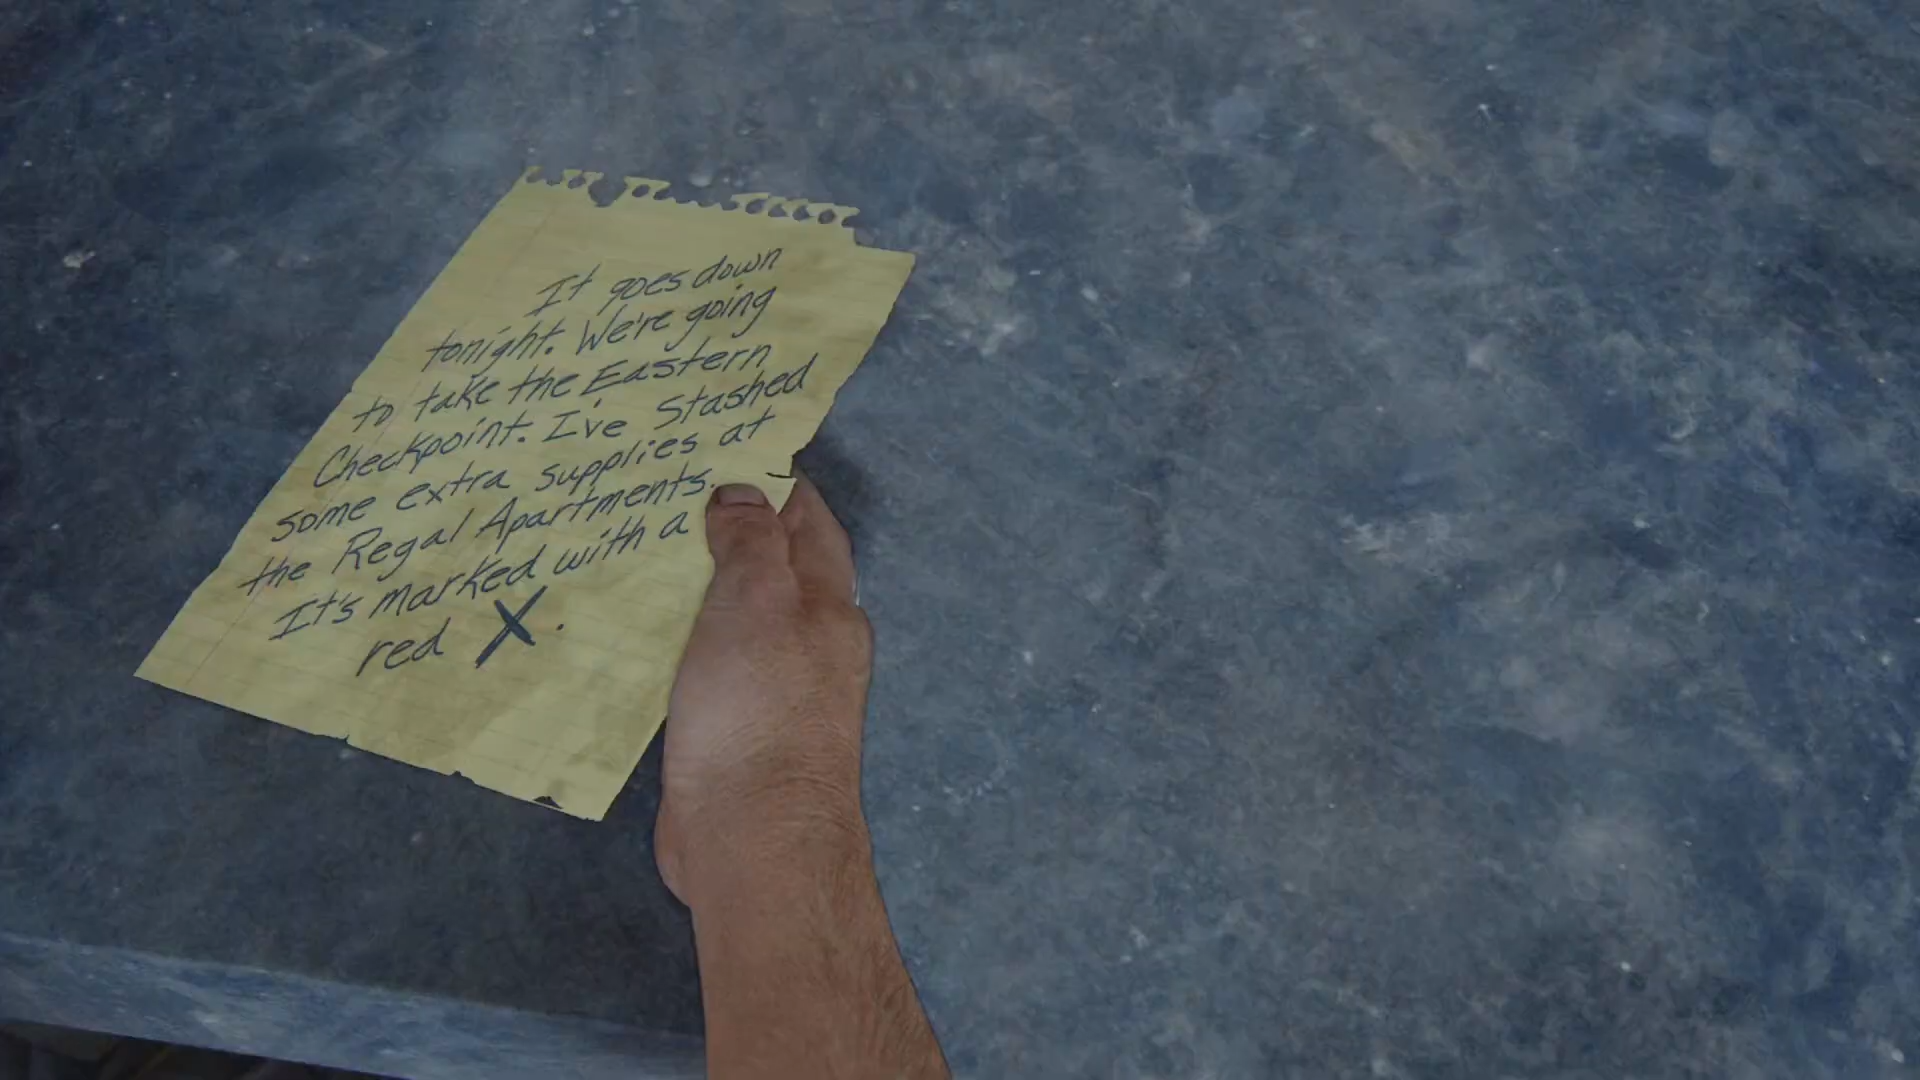 It goes down
tonight. We're going
to take the Eastern
Checkpoint. I've Stashed
some extra supplies at
the Regal Apartments.
It's marked with a
red X.